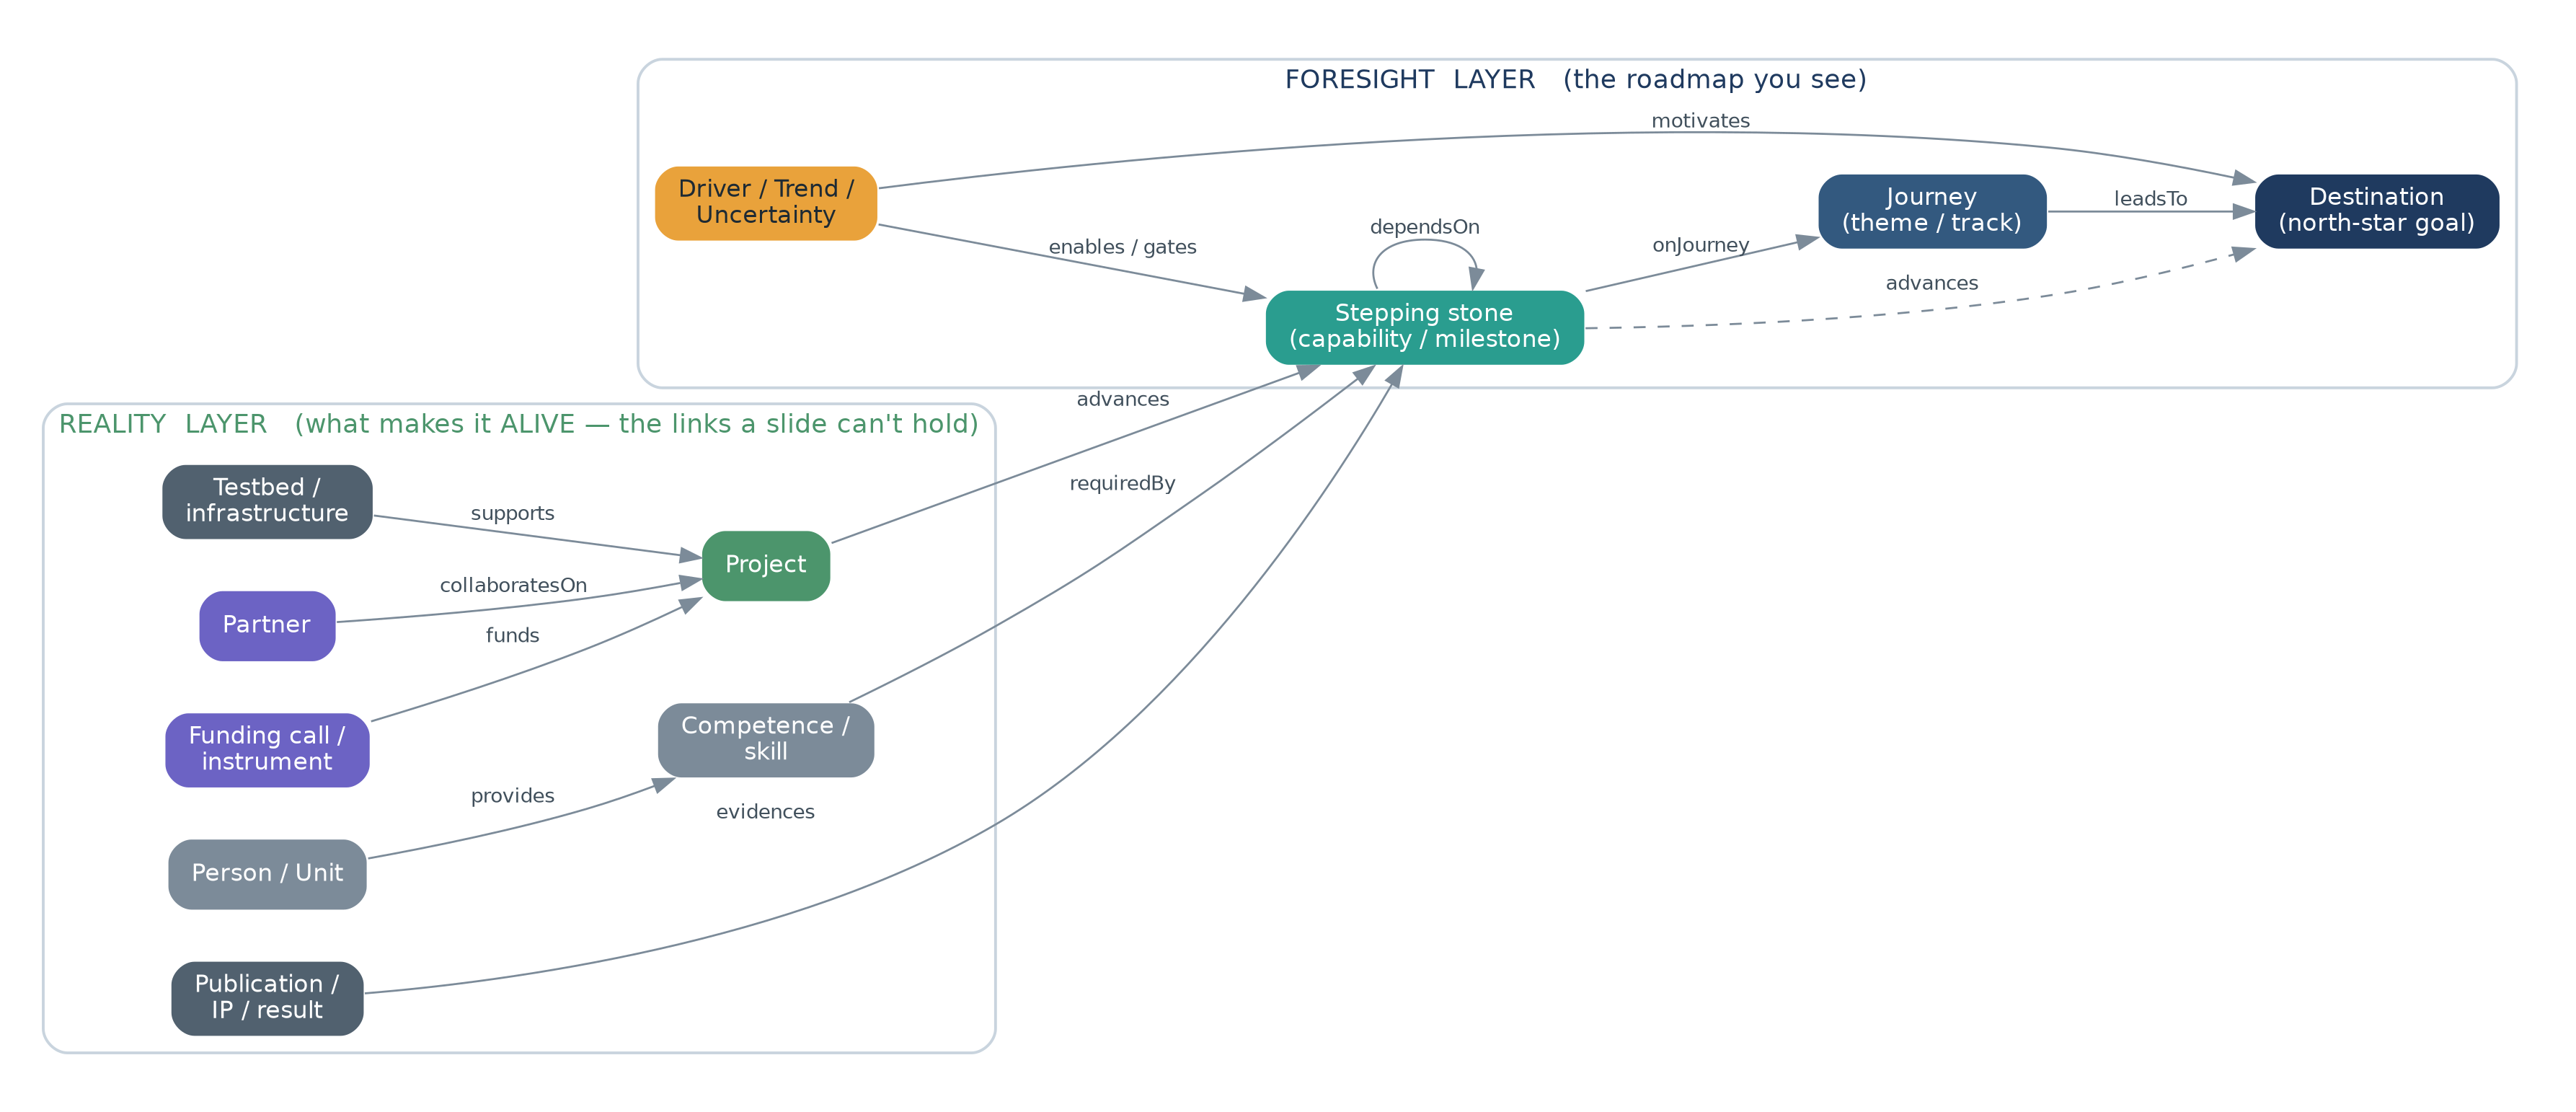 FORESIGHT LAYER (the roadmap you see)
motivates
Driver / Trend /
Uncertainty
enables / gates
dependsOn
Stepping stone
(capability / milestone)
onJourney
Journey
(theme / track)
leadsTo
Destination
(north-star goal)
advances
REALITY LAYER (what makes it ALIVE — the links a slide can't hold)
advances
requiredBy
Testbed /
infrastructure
supports
Project
Partner
collaboratesOn
funds
Funding call /
instrument
Competence /
skill
provides
evidences
Person / Unit
Publication /
IP / result